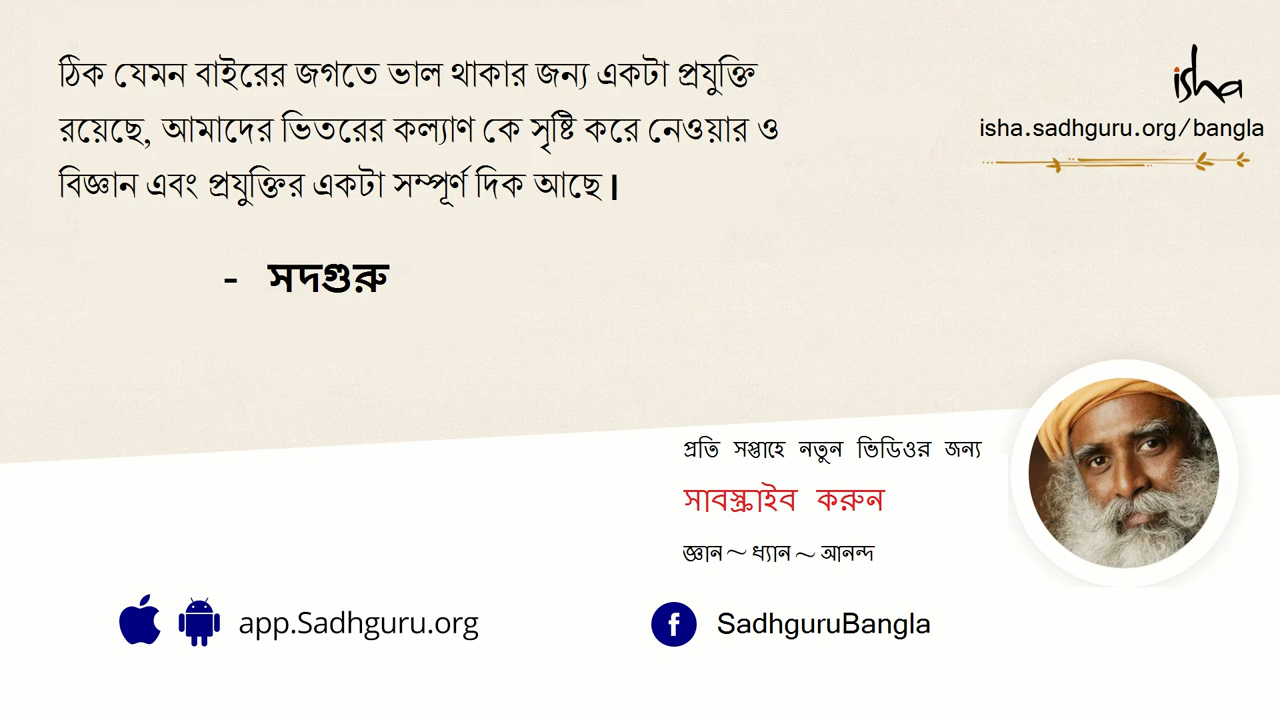 ঠিক যেমন বাইরের জগতে ভাল থাকার জন্য একটা প্রযুক্তি
রয়েছে, আমাদের ভিতরের কল্যাণ কে সৃষ্টি করে নেওয়ার ও
বিজ্ঞান এবং প্রযুক্তির একটা সম্পূর্ণ দিক আছে।
- সদগুরু
isha
isha.sadhguru.org/bangla
প্রতি সপ্তাহে নতুন ভিডিওর জন্য
সাবস্ক্রাইব করুন
জ্ঞান ~ ধ্যান ~ আনন্দ
app.Sadhguru.org
f SadhguruBangla